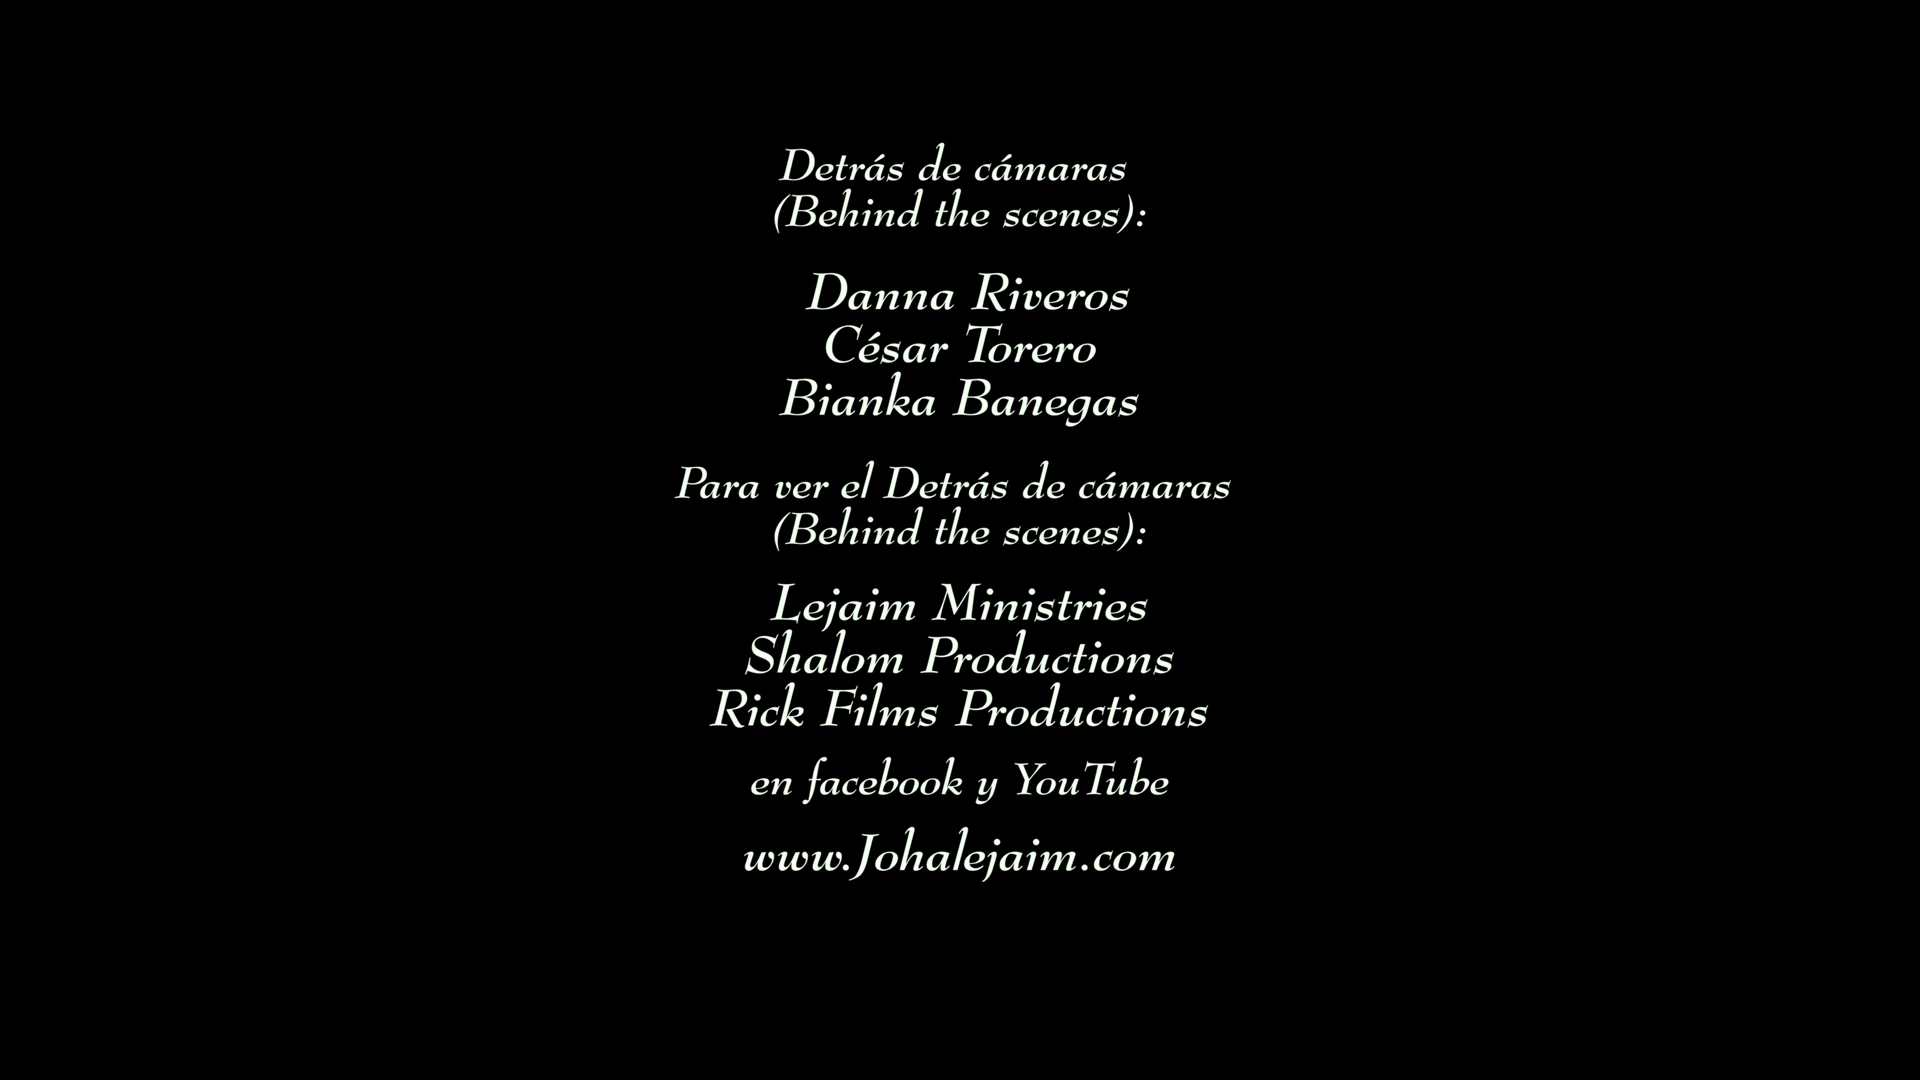 Detrás de cámaras
(Behind the scenes):
Danna Riveros
César Torero
Bianka Banegas
Para ver el Detrás de cámaras
(Behind the scenes):
Lejaim Ministries
Shalom Productions
Rick Films Productions
en facebook y YouTube
www.Johalejaim.com